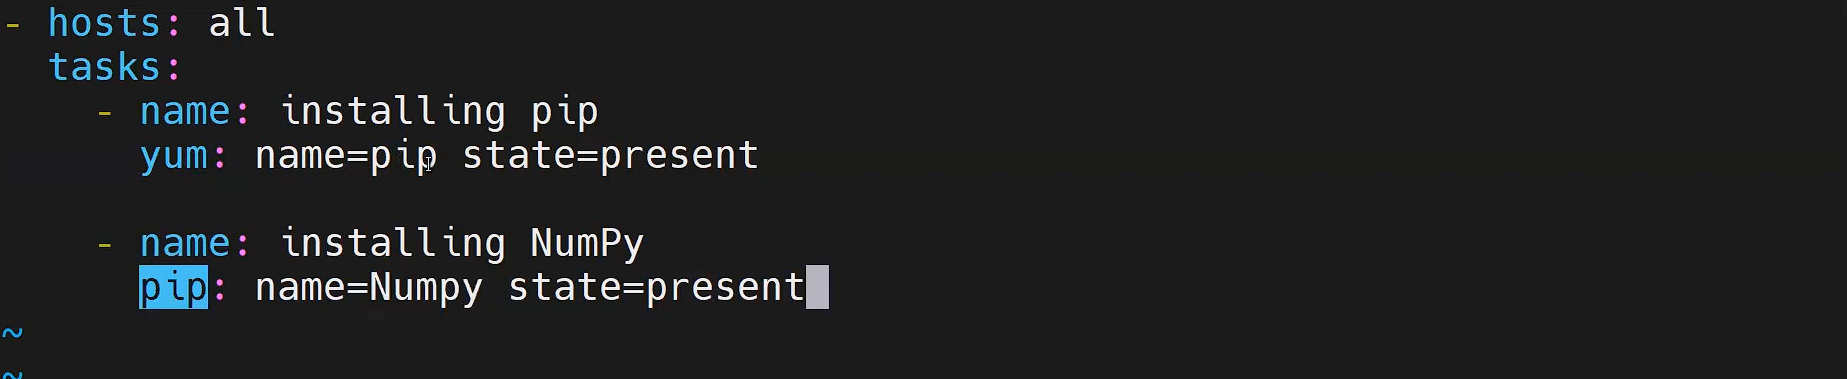 - hosts: all
  tasks:
    - name: installing pip
      yum: name=pip state=present
    - name: installing NumPy
      pip: name=Numpy state=present
~
~